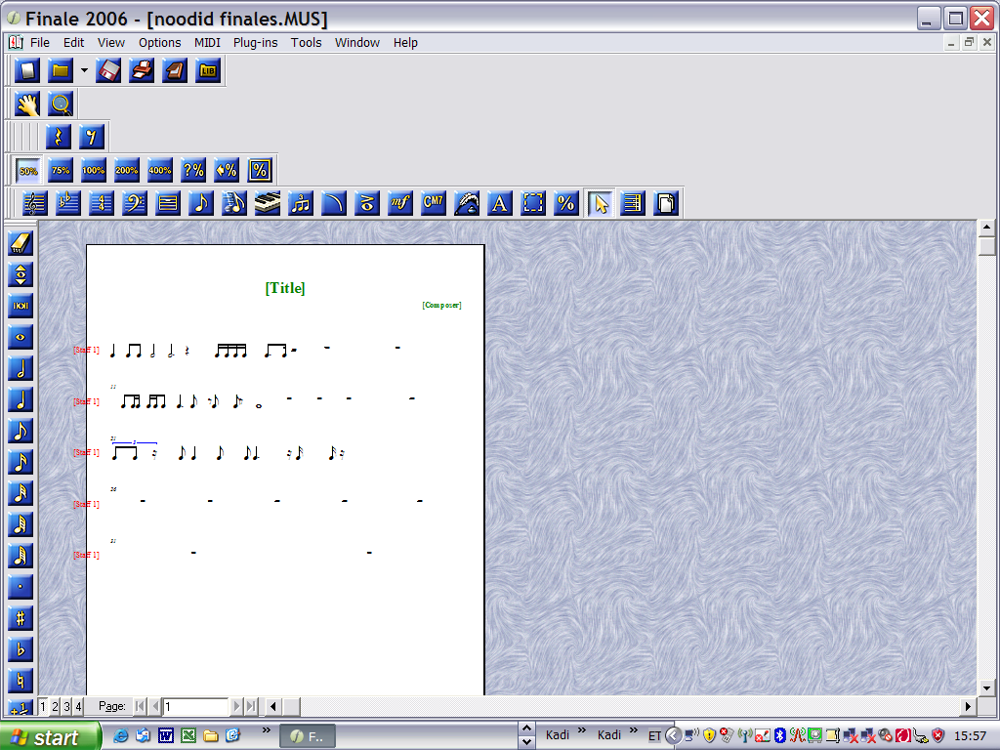 Finale 2006 - [noodid finales.MUS]
File Edit View Options MIDI Plug-ins Tools Window Help
LIB
50% 75% 100% 200% 400% ?% %
mf CM7 A %
[Title]
[Composer]
[Staff 1]
11
[Staff 1]
21
3
[Staff 1]
26
[Staff 1]
31
[Staff 1]
1 2 3 4 Page: 1
start F.. Kadi » Kadi » ET 15:57